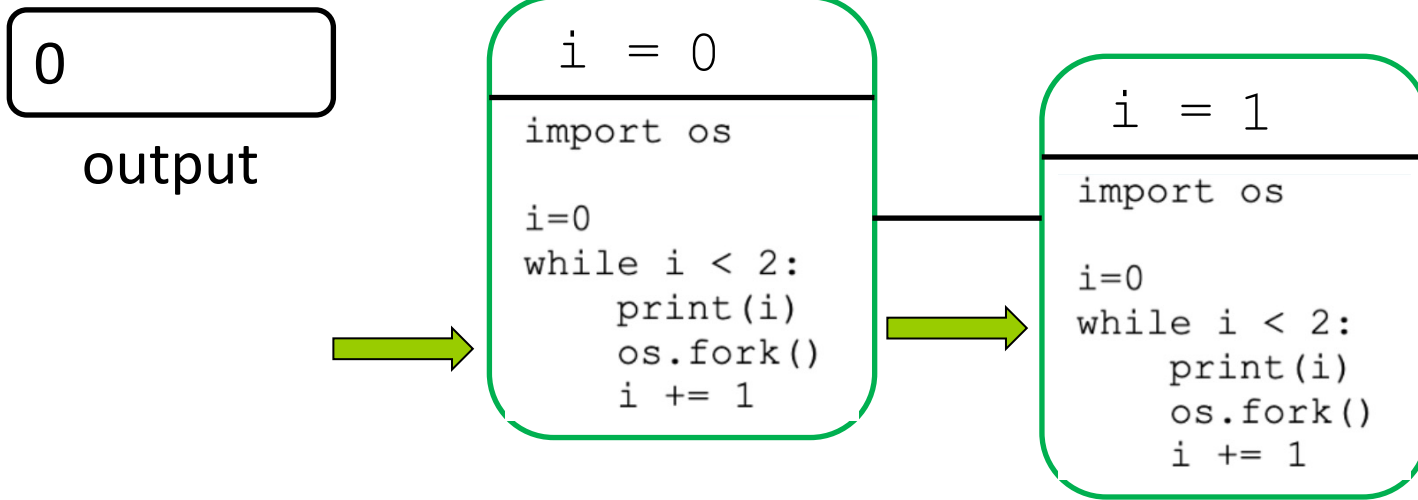 0
output
i = 0
import os
i=0
while i < 2:
    print(i)
    os.fork()
    i += 1
i = 1
import os
i=0
while i < 2:
    print(i)
    os.fork()
    i += 1